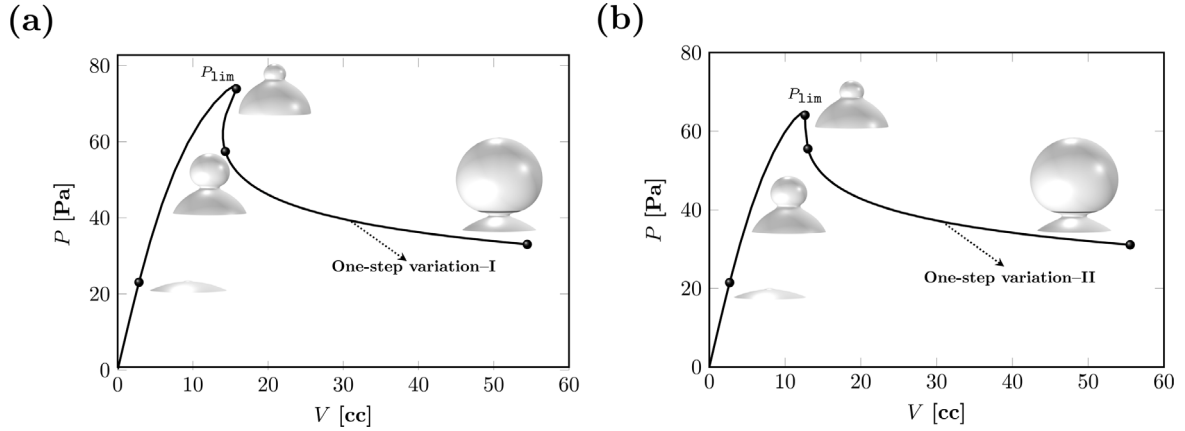 (a)
80
60
40
20
0
P [Pa]
P_lim
One-step variation–I
0 10 20 30 40 50 60
V [cc]
(b)
80
60
40
20
0
P [Pa]
P_lim
One-step variation–II
0 10 20 30 40 50 60
V [cc]